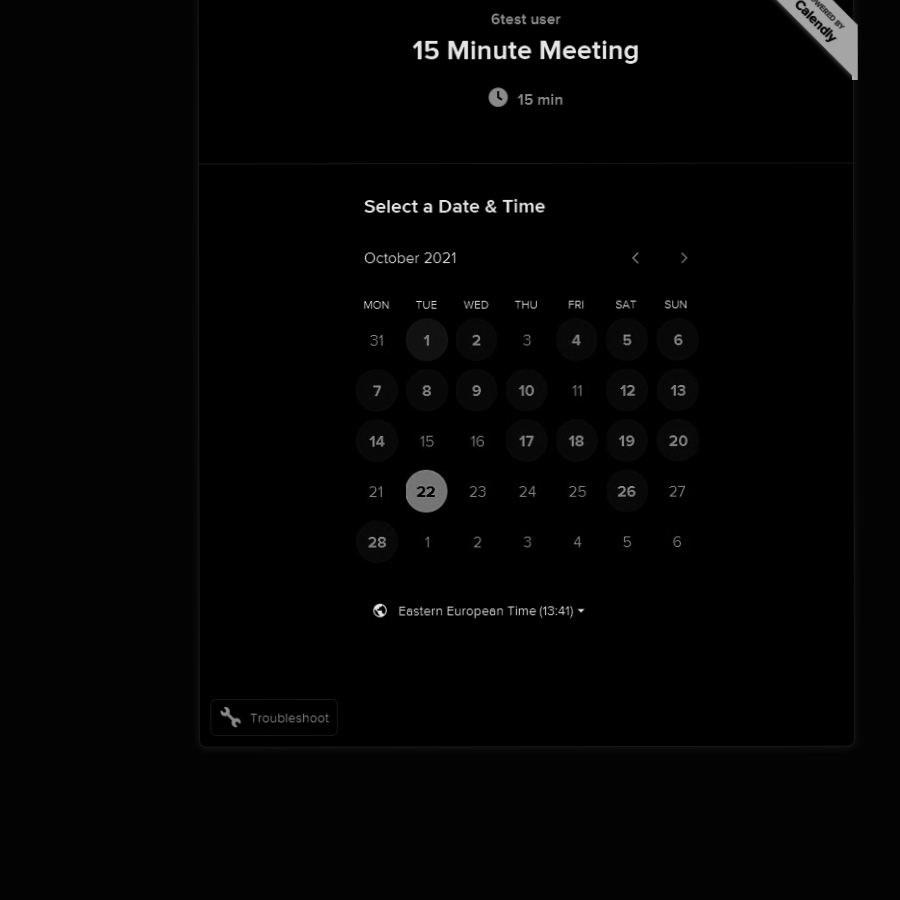 6test user
15 Minute Meeting
15 min
POWERED BY
Calendly
Select a Date & Time
October 2021
MON TUE WED THU FRI SAT SUN
31 1 2 3 4 5 6
7 8 9 10 11 12 13
14 15 16 17 18 19 20
21 22 23 24 25 26 27
28 1 2 3 4 5 6
Eastern European Time (13:41)
Troubleshoot